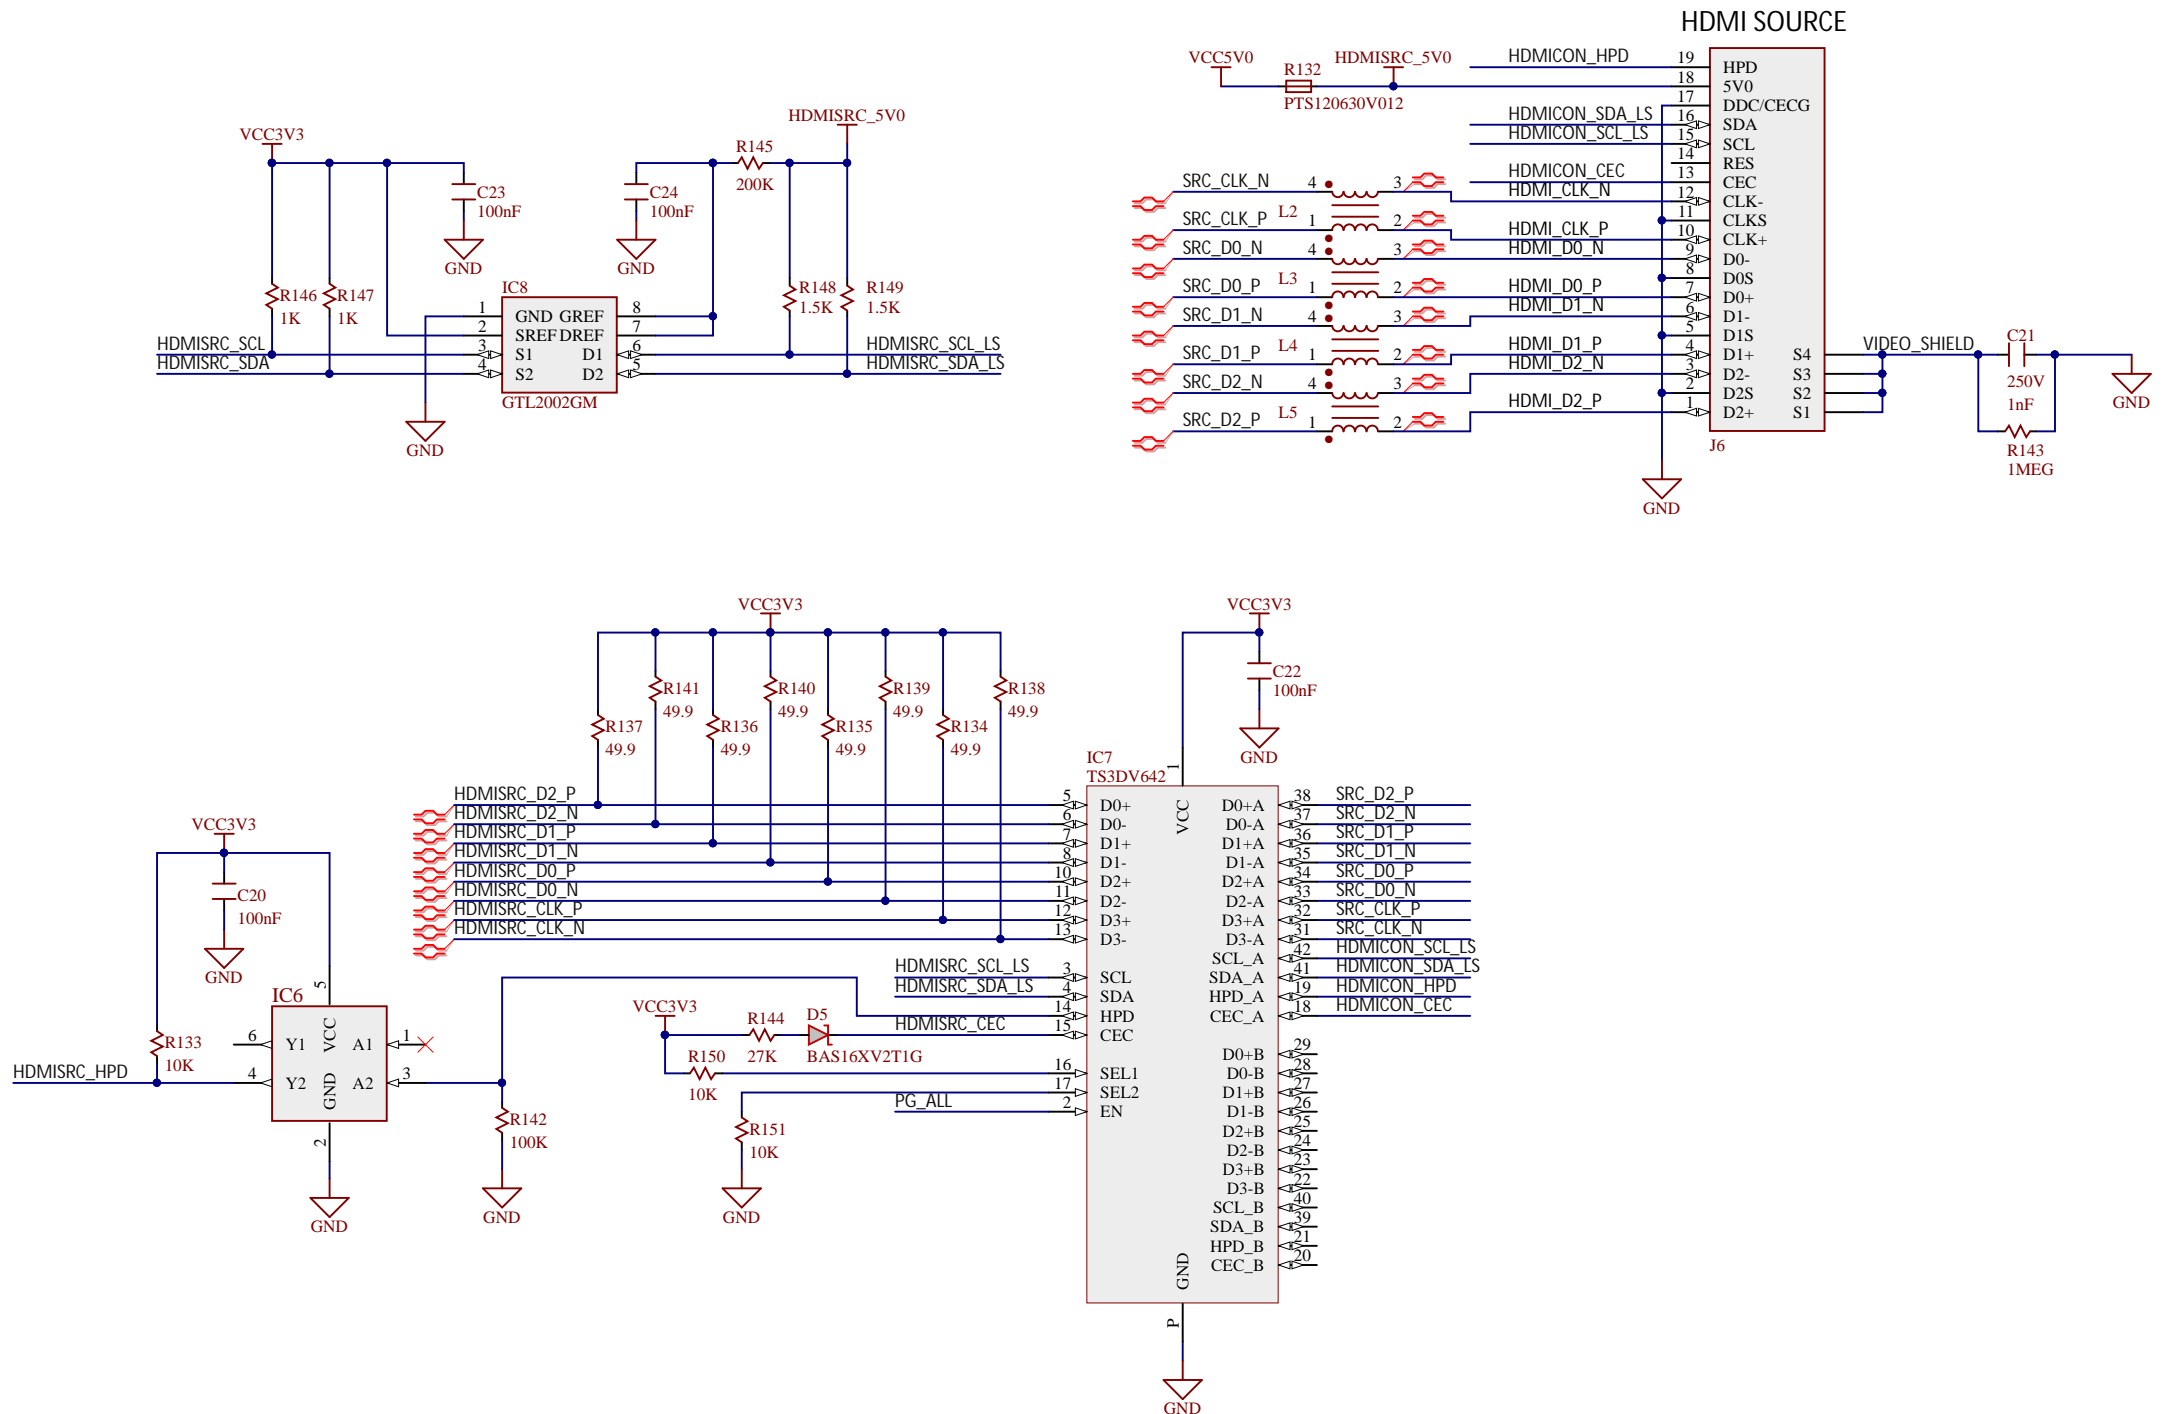 HDMI SOURCE
VCC3V3
C23
100nF
GND
R146
1K
R147
1K
HDMISRC_SCL
HDMISRC_SDA
GND
IC8
1 GND GREF 8
2 SREF DREF 7
3 S1 D1 6
4 S2 D2 5
GTL2002GM
C24
100nF
GND
R145
200K
HDMISRC_5V0
R148
1.5K
R149
1.5K
HDMISRC_SCL_LS
HDMISRC_SDA_LS
VCC5V0
R132
PTS120630V012
HDMISRC_5V0
HDMICON_HPD
HDMICON_SDA_LS
HDMICON_SCL_LS
HDMICON_CEC
SRC_CLK_N 4 3 HDMI_CLK_N
L2
SRC_CLK_P 1 2 HDMI_CLK_P
SRC_D0_N 4 3 HDMI_D0_N
L3
SRC_D0_P 1 2 HDMI_D0_P
SRC_D1_N 4 3 HDMI_D1_N
L4
SRC_D1_P 1 2 HDMI_D1_P
SRC_D2_N 4 3 HDMI_D2_N
L5
SRC_D2_P 1 2 HDMI_D2_P
19 HPD
18 5V0
17 DDC/CECG
16 SDA
15 SCL
14 RES
13 CEC
12 CLK-
11 CLKS
10 CLK+
9 D0-
8 D0S
7 D0+
6 D1-
5 D1S
4 D1+ S4
3 D2- S3
2 D2S S2
1 D2+ S1
J6
GND
VIDEO_SHIELD
C21
250V
1nF
R143
1MEG
GND
VCC3V3
R141
49.9
R140
49.9
R139
49.9
R138
49.9
R137
49.9
R136
49.9
R135
49.9
R134
49.9
VCC3V3
C22
100nF
GND
IC7
TS3DV642
1
VCC
HDMISRC_D2_P 5 D0+
HDMISRC_D2_N 6 D0-
HDMISRC_D1_P 7 D1+
HDMISRC_D1_N 8 D1-
HDMISRC_D0_P 10 D2+
HDMISRC_D0_N 11 D2-
HDMISRC_CLK_P 12 D3+
HDMISRC_CLK_N 13 D3-
HDMISRC_SCL_LS 3 SCL
HDMISRC_SDA_LS 4 SDA
14 HPD
HDMISRC_CEC 15 CEC
16 SEL1
17 SEL2
PG_ALL 2 EN
D0+A 38 SRC_D2_P
D0-A 37 SRC_D2_N
D1+A 36 SRC_D1_P
D1-A 35 SRC_D1_N
D2+A 34 SRC_D0_P
D2-A 33 SRC_D0_N
D3+A 32 SRC_CLK_P
D3-A 31 SRC_CLK_N
SCL_A 42 HDMICON_SCL_LS
SDA_A 41 HDMICON_SDA_LS
HPD_A 19 HDMICON_HPD
CEC_A 18 HDMICON_CEC
D0+B 29
D0-B 28
D1+B 27
D1-B 26
D2+B 25
D2-B 24
D3+B 23
D3-B 22
SCL_B 40
SDA_B 39
HPD_B 21
CEC_B 20
GND
P
GND
VCC3V3
R144
27K
D5
BAS16XV2T1G
R150
10K
R151
10K
GND
VCC3V3
C20
100nF
GND
IC6
5
6 Y1 VCC A1 1
4 Y2 GND A2 3
2
GND
R133
10K
HDMISRC_HPD
R142
100K
GND